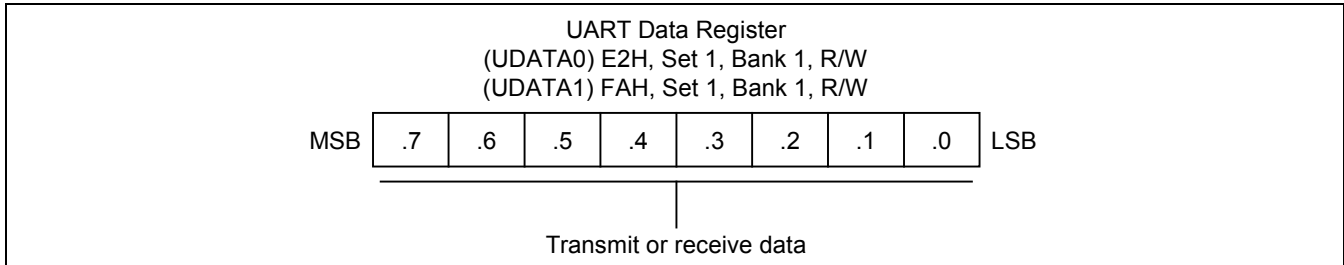 UART Data Register
(UDATA0) E2H, Set 1, Bank 1, R/W
(UDATA1) FAH, Set 1, Bank 1, R/W
MSB .7 .6 .5 .4 .3 .2 .1 .0 LSB
Transmit or receive data